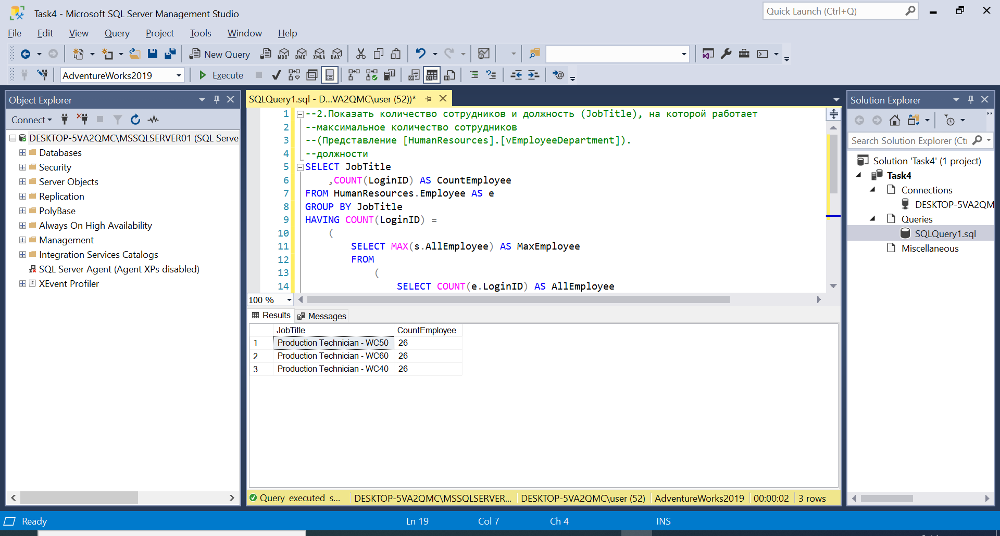 Task4 - Microsoft SQL Server Management Studio
Quick Launch (Ctrl+Q)
File Edit View Query Project Tools Window Help
New Query MDX DMX XMLA DAX
AdventureWorks2019 Execute
Object Explorer
Connect
DESKTOP-5VA2QMC\MSSQLSERVER01 (SQL Serve
Databases
Security
Server Objects
Replication
PolyBase
Always On High Availability
Management
Integration Services Catalogs
SQL Server Agent (Agent XPs disabled)
XEvent Profiler
SQLQuery1.sql - D...VA2QMC\user (52))*
1 --2.Показать количество сотрудников и должность (JobTitle), на которой работает
2 --максимальное количество сотрудников
3 --(Представление [HumanResources].[vEmployeeDepartment]).
4 --должности
5 SELECT JobTitle
6 ,COUNT(LoginID) AS CountEmployee
7 FROM HumanResources.Employee AS e
8 GROUP BY JobTitle
9 HAVING COUNT(LoginID) =
10 (
11 SELECT MAX(s.AllEmployee) AS MaxEmployee
12 FROM
13 (
14 SELECT COUNT(e.LoginID) AS AllEmployee
100 %
Results Messages
JobTitle CountEmployee
1 Production Technician - WC50 26
2 Production Technician - WC60 26
3 Production Technician - WC40 26
Query executed s... DESKTOP-5VA2QMC\MSSQLSERVER... DESKTOP-5VA2QMC\user (52) AdventureWorks2019 00:00:02 3 rows
Solution Explorer
Search Solution Explorer (Ct
Solution 'Task4' (1 project)
Task4
Connections
DESKTOP-5VA2QM
Queries
SQLQuery1.sql
Miscellaneous
Ready Ln 19 Col 7 Ch 4 INS